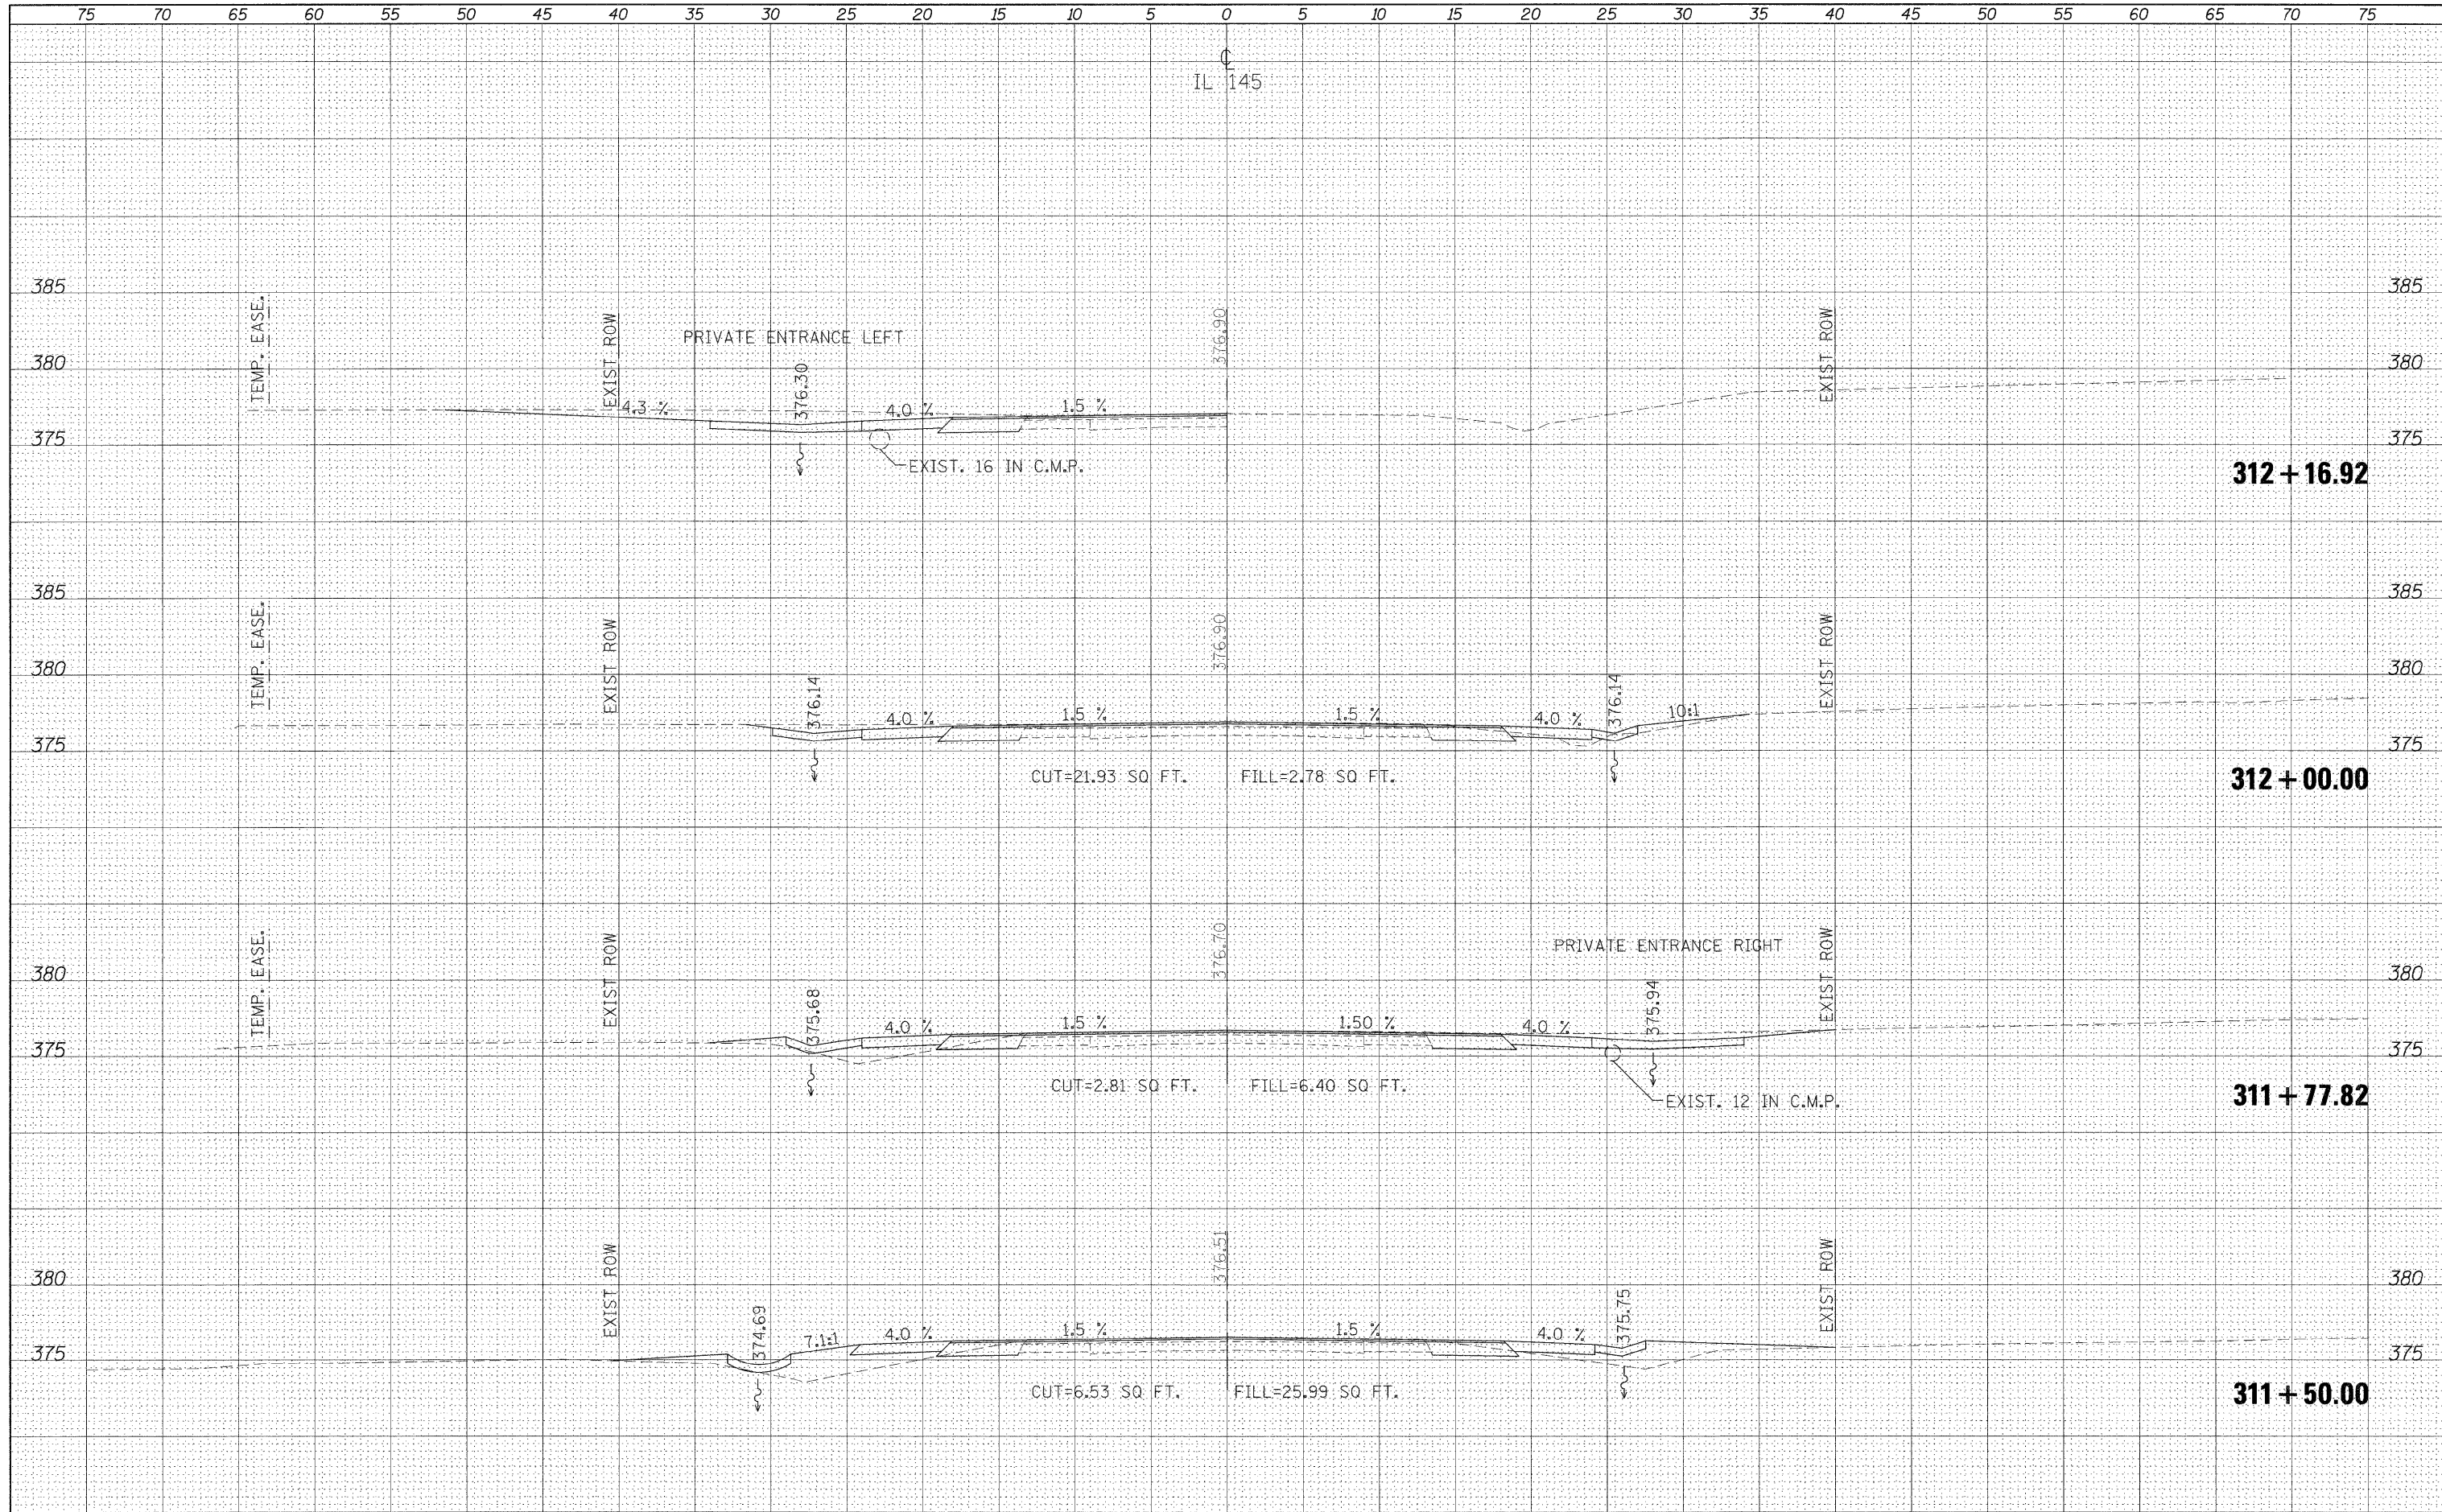 75 70 65 60 55 50 45 40 35 30 25 20 15 10 5 0 5 10 15 20 25 30 35 40 45 50 55 60 65 70 75
℄
IL 145
385 385
TEMP. EASE.
EXIST ROW
PRIVATE ENTRANCE LEFT
376.90
EXIST ROW
380 380
376.30
4.3 %
4.0 %
1.5 %
375 375
EXIST. 16 IN C.M.P.
312+16.92
385 385
TEMP. EASE.
EXIST ROW
376.90
EXIST ROW
380 380
376.14
4.0 %
1.5 %
1.5 %
4.0 %
376.14
10:1
375 375
CUT=21.93 SQ FT. FILL=2.78 SQ FT.
312+00.00
TEMP. EASE.
EXIST ROW
376.70
PRIVATE ENTRANCE RIGHT
EXIST ROW
380 380
375.68
4.0 %
1.5 %
1.50 %
4.0 %
375.94
375 375
CUT=2.81 SQ FT. FILL=6.40 SQ FT.
EXIST. 12 IN C.M.P.
311+77.82
EXIST ROW
376.51
EXIST ROW
380 380
374.69
7.1:1
4.0 %
1.5 %
1.5 %
4.0 %
375.75
375 375
CUT=6.53 SQ FT. FILL=25.99 SQ FT.
311+50.00